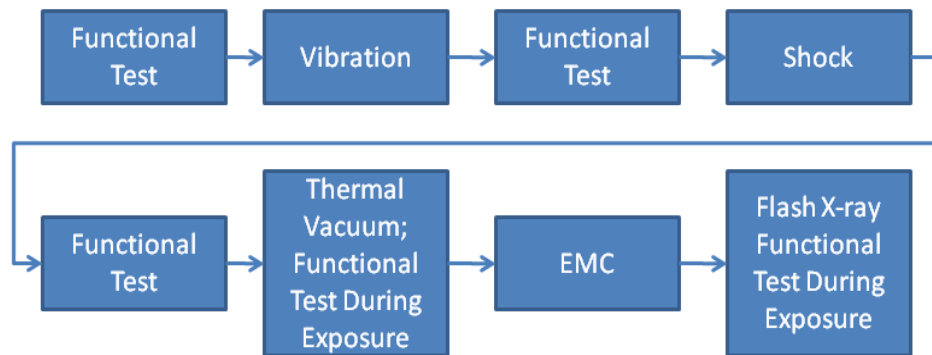 Functional
Test
Vibration
Functional
Test
Shock
Functional
Test
Thermal
Vacuum;
Functional
Test During
Exposure
EMC
Flash X-ray
Functional
Test During
Exposure